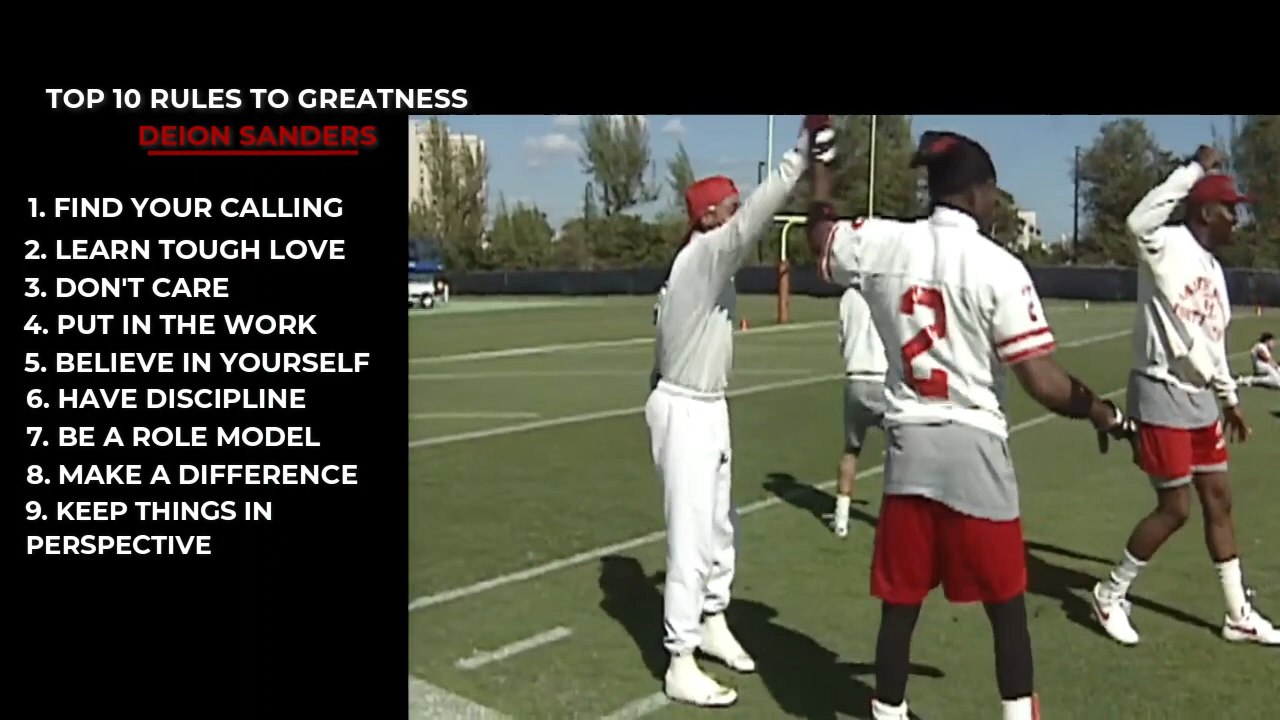 TOP 10 RULES TO GREATNESS
DEION SANDERS
1. FIND YOUR CALLING
2. LEARN TOUGH LOVE
3. DON'T CARE
4. PUT IN THE WORK
5. BELIEVE IN YOURSELF
6. HAVE DISCIPLINE
7. BE A ROLE MODEL
8. MAKE A DIFFERENCE
9. KEEP THINGS IN
PERSPECTIVE
2
2